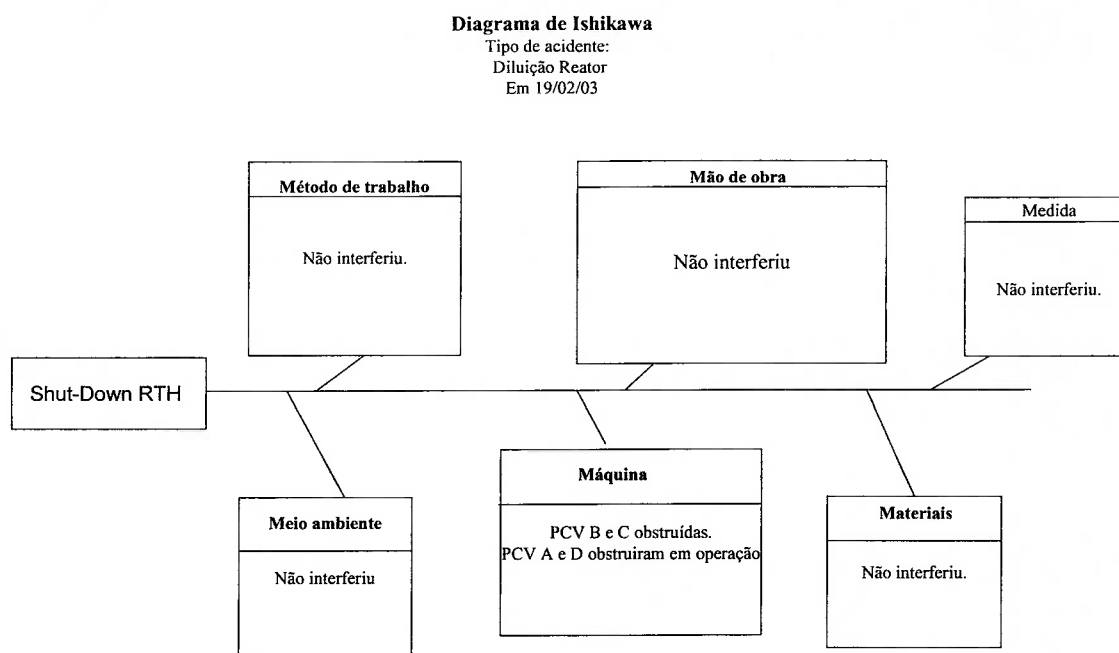 Diagrama de Ishikawa
Tipo de acidente:
Diluição Reator
Em 19/02/03
Método de trabalho
Não interferiu.
Mão de obra
Não interferiu
Medida
Não interferiu.
Shut-Down RTH
Meio ambiente
Não interferiu
Máquina
PCV B e C obstruídas.
PCV A e D obstruiram em operação
Materiais
Não interferiu.